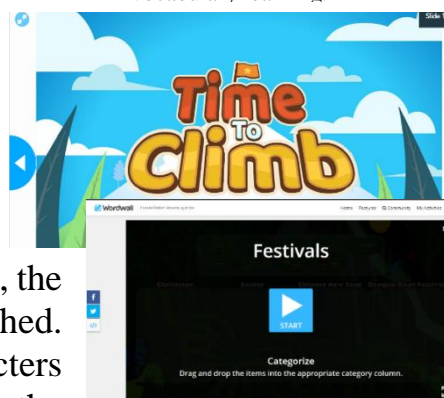 Slide
Time
To
Climb
Wordwall
Home Features Community My Activities
Festivals
START
Categorize
Drag and drop the items into the appropriate category column.
, the
hed.
cters